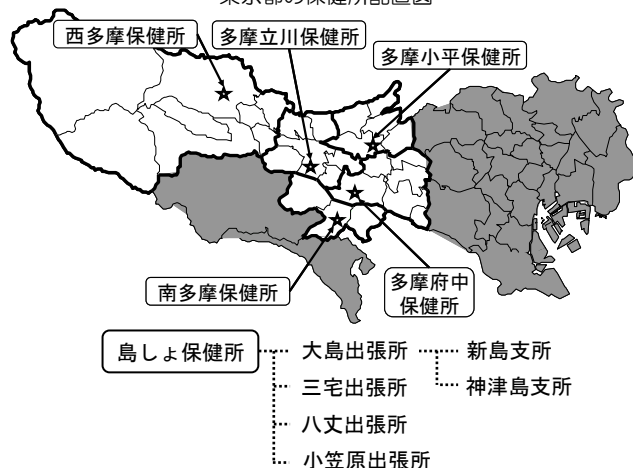 東京都の保健所配置図
西多摩保健所
多摩立川保健所
多摩小平保健所
南多摩保健所
多摩府中
保健所
島しょ保健所
大島出張所
新島支所
三宅出張所
神津島支所
八丈出張所
小笠原出張所